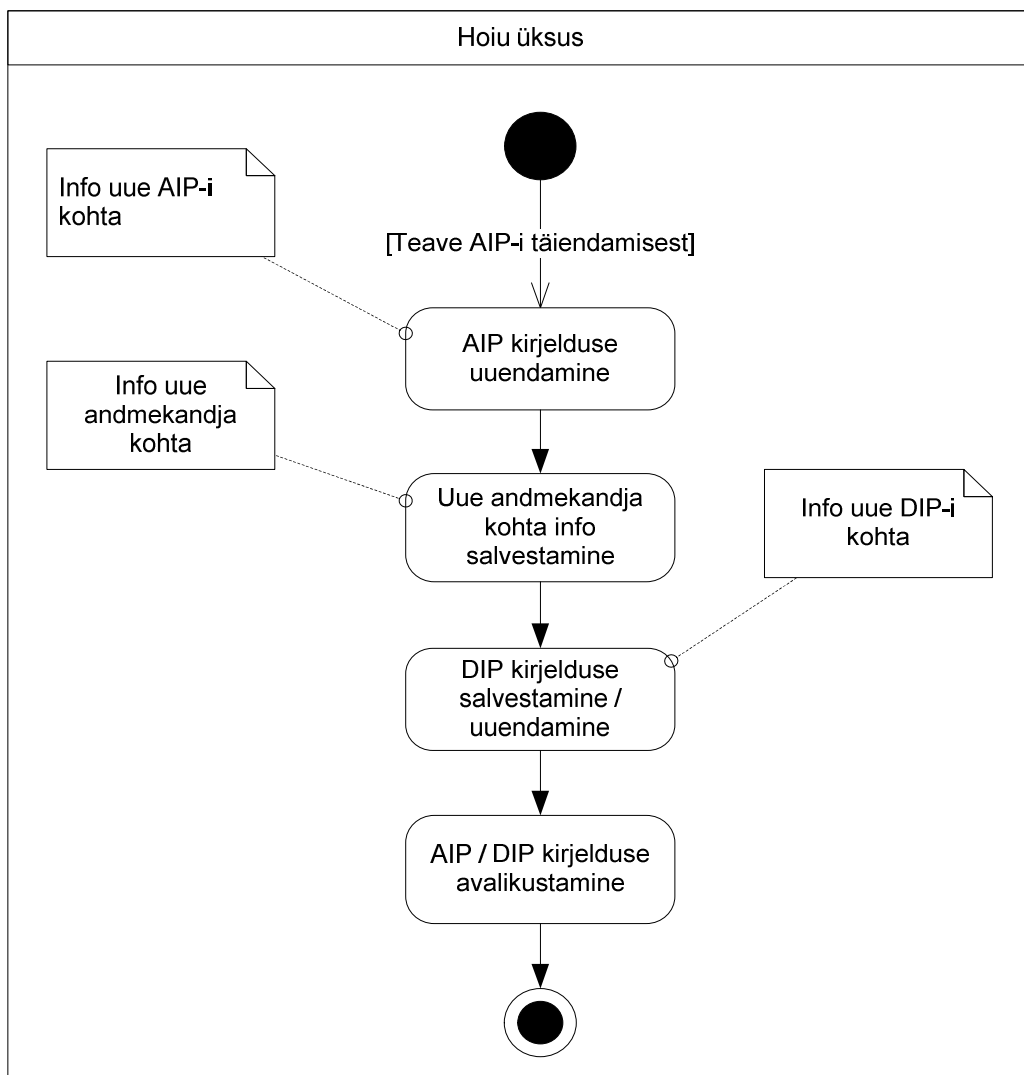 Hoiu üksus
Info uue AIP-i
kohta
[Teave AIP-i täiendamisest]
AIP kirjelduse
uuendamine
Info uue
andmekandja
kohta
Uue andmekandja
kohta info
salvestamine
Info uue DIP-i
kohta
DIP kirjelduse
salvestamine /
uuendamine
AIP / DIP kirjelduse
avalikustamine